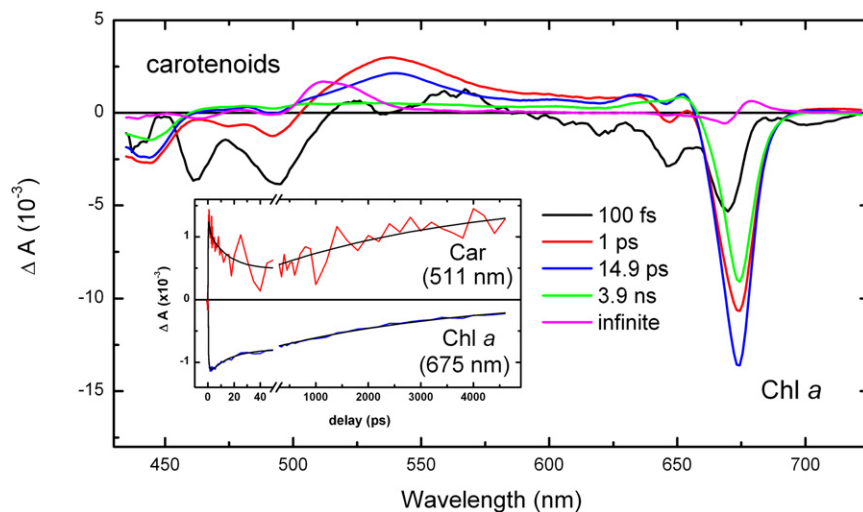 5
0
-5
-10
-15
Δ A (10⁻³)
carotenoids
Chl a
100 fs
1 ps
14.9 ps
3.9 ns
infinite
450 500 550 600 650 700
Wavelength (nm)
1
0
-1
Δ A (x10⁻³)
Car
(511 nm)
Chl a
(675 nm)
0 20 40 1000 2000 3000 4000
delay (ps)